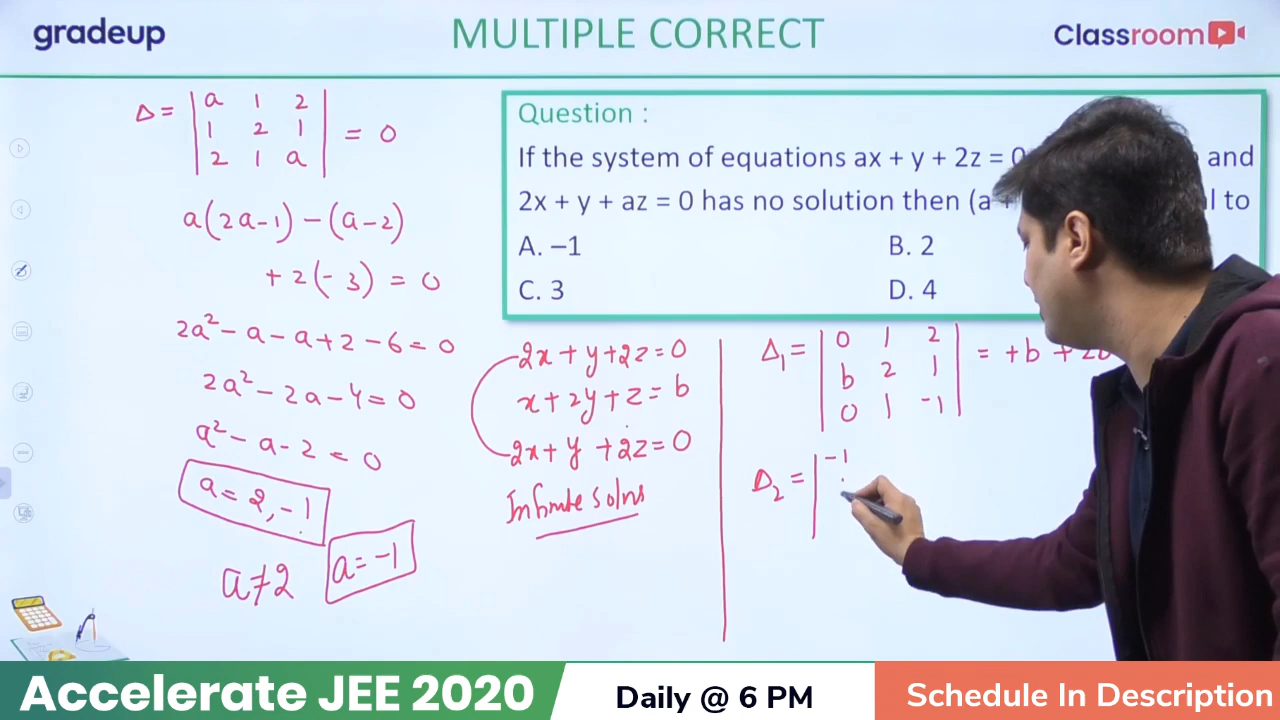 gradeup
MULTIPLE CORRECT
Classroom
Δ = | a 1 2 |
| 1 2 1 | = 0
| 2 1 a |
a(2a-1) - (a-2)
+ 2(-3) = 0
2a² - a - a + 2 - 6 = 0
2a² - 2a - 4 = 0
a² - a - 2 = 0
a = 2, -1
a ≠ 2
a = -1
Question :
If the system of equations ax + y + 2z = 0 and
2x + y + az = 0 has no solution then (a + l to
A. –1
B. 2
C. 3
D. 4
2x + y + 2z = 0
x + 2y + z = b
2x + y + 2z = 0
Infinite Solns
Δ₁ = | 0 1 2 |
| b 2 1 | = +b + 2b
| 0 1 -1 |
Δ₂ = | -1
Accelerate JEE 2020
Daily @ 6 PM
Schedule In Description